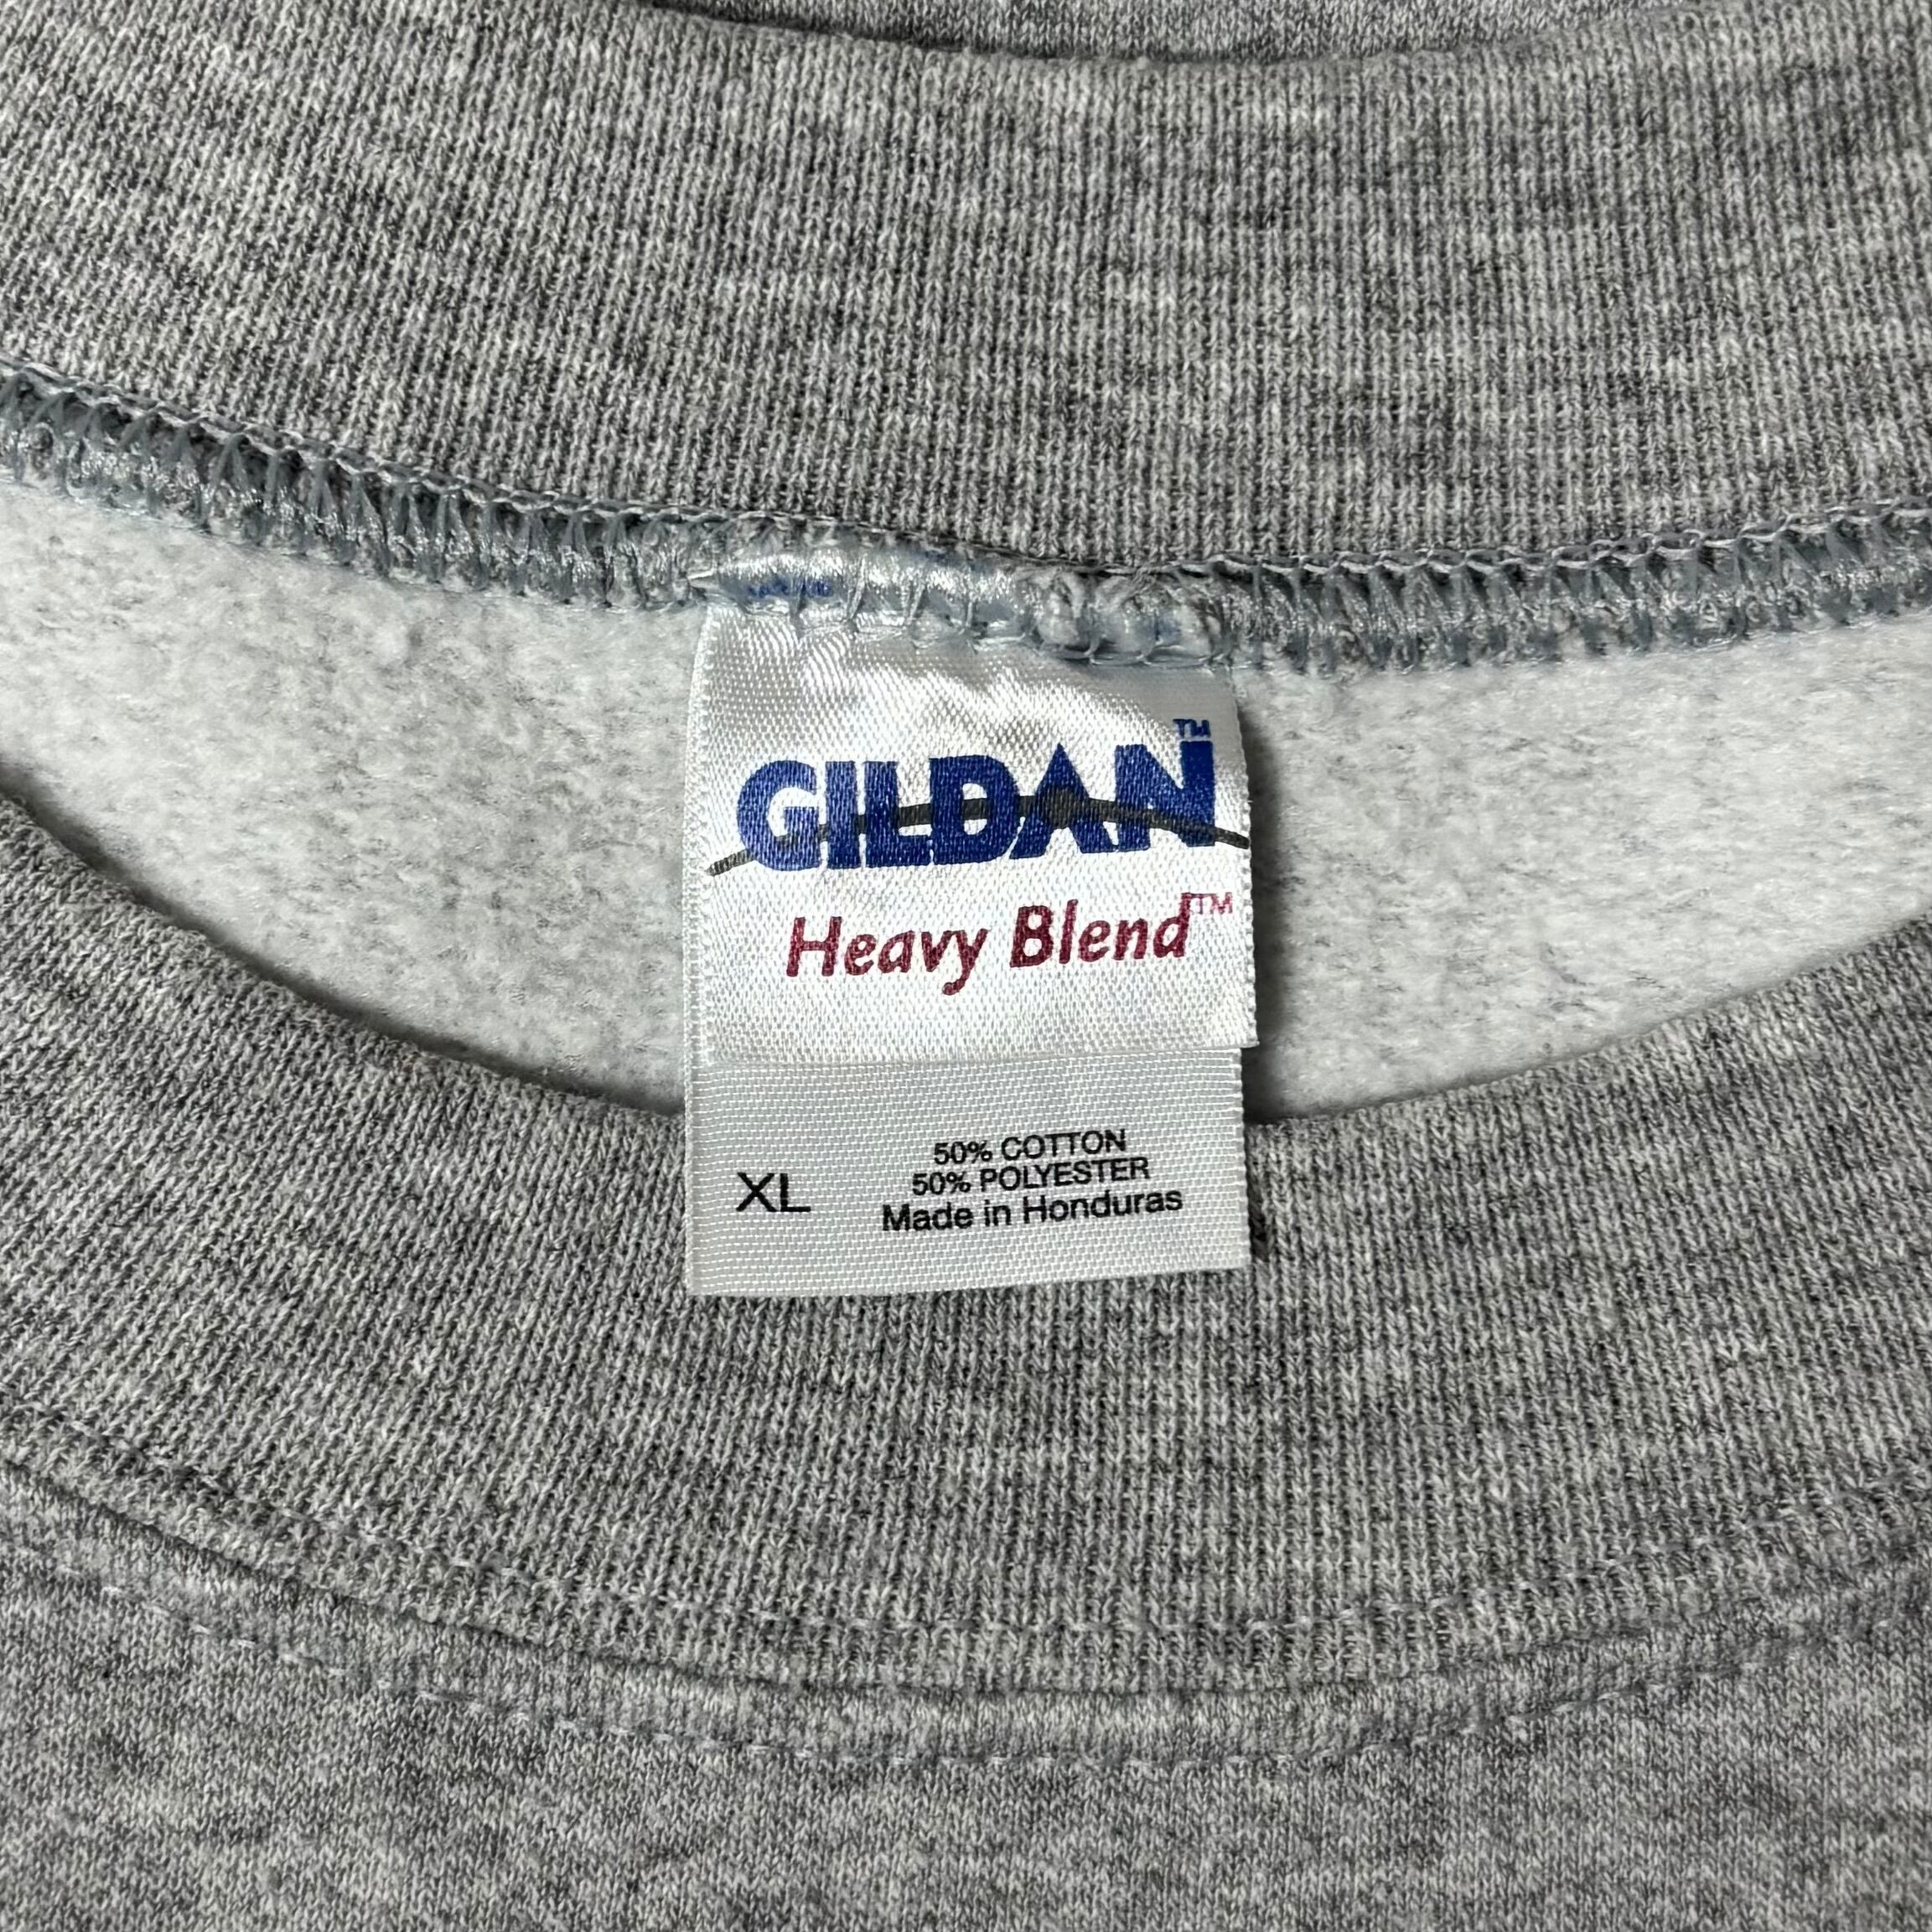 GILDAN™
Heavy Blend™
XL
50% COTTON
50% POLYESTER
Made in Honduras